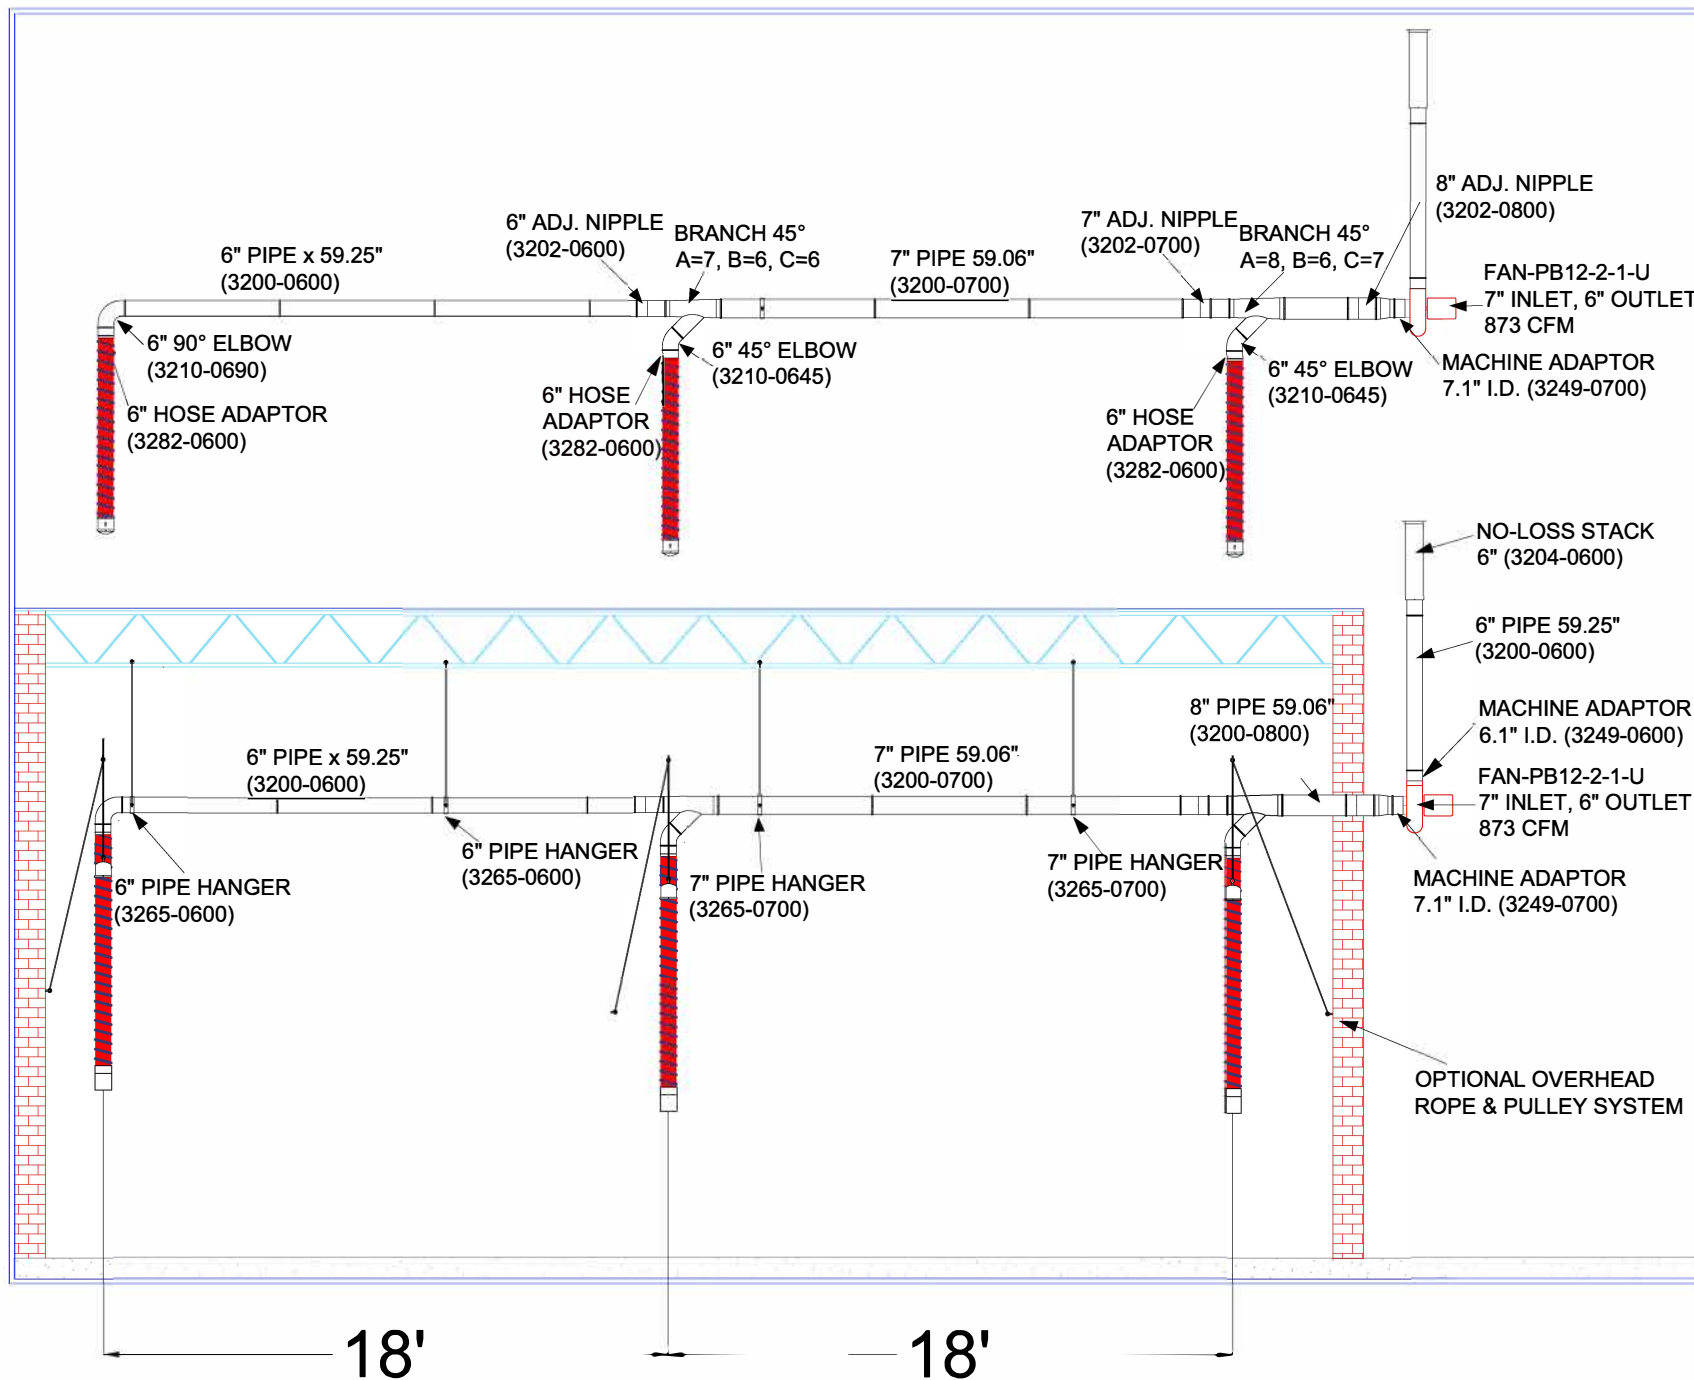 8" ADJ. NIPPLE
(3202-0800)
6" ADJ. NIPPLE
(3202-0600)
BRANCH 45°
A=7, B=6, C=6
7" ADJ. NIPPLE
(3202-0700)
BRANCH 45°
A=8, B=6, C=7
6" PIPE x 59.25"
(3200-0600)
7" PIPE 59.06"
(3200-0700)
FAN-PB12-2-1-U
7" INLET, 6" OUTLET
873 CFM
6" 90° ELBOW
(3210-0690)
6" 45° ELBOW
(3210-0645)
6" 45° ELBOW
(3210-0645)
MACHINE ADAPTOR
7.1" I.D. (3249-0700)
6" HOSE ADAPTOR
(3282-0600)
6" HOSE
ADAPTOR
(3282-0600)
6" HOSE
ADAPTOR
(3282-0600)
NO-LOSS STACK
6" (3204-0600)
6" PIPE 59.25"
(3200-0600)
8" PIPE 59.06"
(3200-0800)
MACHINE ADAPTOR
6.1" I.D. (3249-0600)
6" PIPE x 59.25"
(3200-0600)
7" PIPE 59.06"
(3200-0700)
FAN-PB12-2-1-U
7" INLET, 6" OUTLET
873 CFM
6" PIPE HANGER
(3265-0600)
6" PIPE HANGER
(3265-0600)
7" PIPE HANGER
(3265-0700)
7" PIPE HANGER
(3265-0700)
MACHINE ADAPTOR
7.1" I.D. (3249-0700)
OPTIONAL OVERHEAD
ROPE & PULLEY SYSTEM
18'
18'